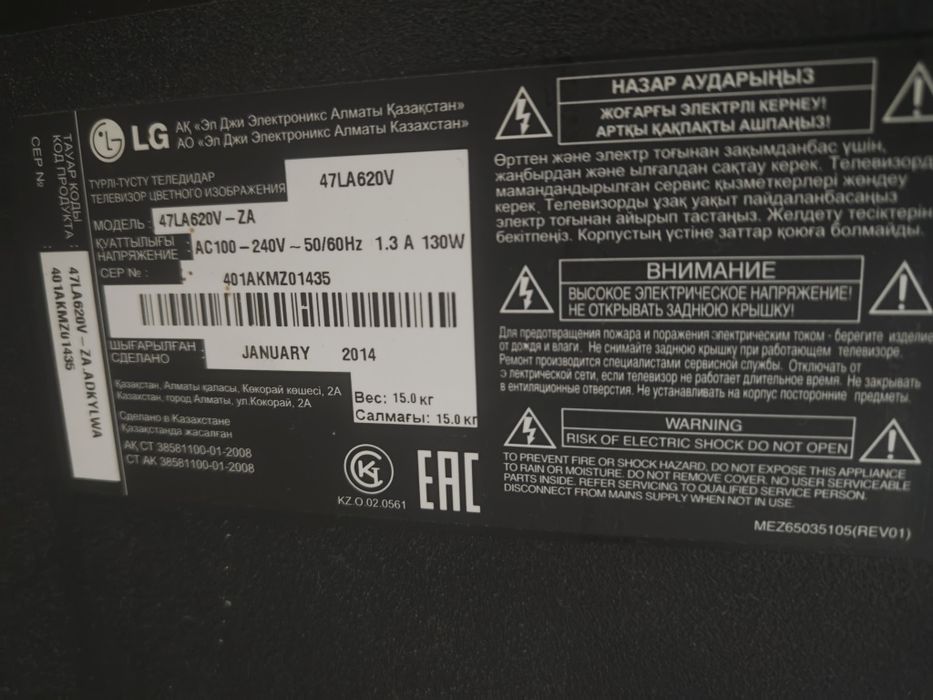 ТАУАР КОДЫ
КОД ПРОДУКТА :
СЕР №
47LA620V - ZA.ADKYLWA
401AKMZ01435
LG
АҚ «Эл Джи Электроникс Алматы Қазақстан»
АО «Эл Джи Электроникс Алматы Казахстан»
ТҮРЛІ-ТҮСТҮ ТЕЛЕДИДАР
ТЕЛЕВИЗОР ЦВЕТНОГО ИЗОБРАЖЕНИЯ
47LA620V
МОДЕЛЬ : 47LA620V-ZA
ҚУАТТЫЛЫҒЫ
НАПРЯЖЕНИЕ :
AC100-240V~50/60Hz 1.3 A 130W
СЕР № :
401AKMZ01435
ШЫҒАРЫЛҒАН
СДЕЛАНО :
JANUARY 2014
Қазақстан, Алматы қаласы, Көкорай көшесі, 2А
Казахстан, город Алматы, ул.Кокорай, 2А
Сделано в Казахстане
Қазақстанда жасалған
Вес: 15.0 кг
Салмағы: 15.0 кг
АҚ СТ 38581100-01-2008
СТ АК 38581100-01-2008
KZ.O.02.0561
EAC
НАЗАР АУДАРЫҢЫЗ
ЖОҒАРҒЫ ЭЛЕКТРЛІ КЕРНЕУ!
АРТҚЫ ҚАҚПАҚТЫ АШПАҢЫЗ!
Өрттен және электр тоғынан зақымданбас үшін,
жаңбырдан және ылғалдан сақтау керек. Телевизорд
мамандандырылған сервис қызметкерлері жөндеу
керек. Телевизорды ұзақ уақыт пайдаланбасаңыз
электр тоғынан айырып тастаңыз. Желдету тесіктерін
бекітпеңіз. Корпустың үстіне заттар қоюға болмайды.
ВНИМАНИЕ
ВЫСОКОЕ ЭЛЕКТРИЧЕСКОЕ НАПРЯЖЕНИЕ!
НЕ ОТКРЫВАТЬ ЗАДНЮЮ КРЫШКУ!
Для предотвращения пожара и поражения электрическим током - берегите изделие
от дождя и влаги. Не снимайте заднюю крышку при работающем телевизоре.
Ремонт производится специалистами сервисной службы. Отключать от
э лектрической сети, если телевизор не работает длительное время. Не закрывать
в ентиляционные отверстия. Не устанавливать на корпус посторонние предметы.
WARNING
RISK OF ELECTRIC SHOCK DO NOT OPEN
TO PREVENT FIRE OR SHOCK HAZARD, DO NOT EXPOSE THIS APPLIANCE
TO RAIN OR MOISTURE. DO NOT REMOVE COVER. NO USER SERVICEABLE
PARTS INSIDE. REFER SERVICING TO QUALIFIED SERVICE PERSON.
DISCONNECT FROM MAINS SUPPLY WHEN NOT IN USE.
MEZ65035105(REV01)